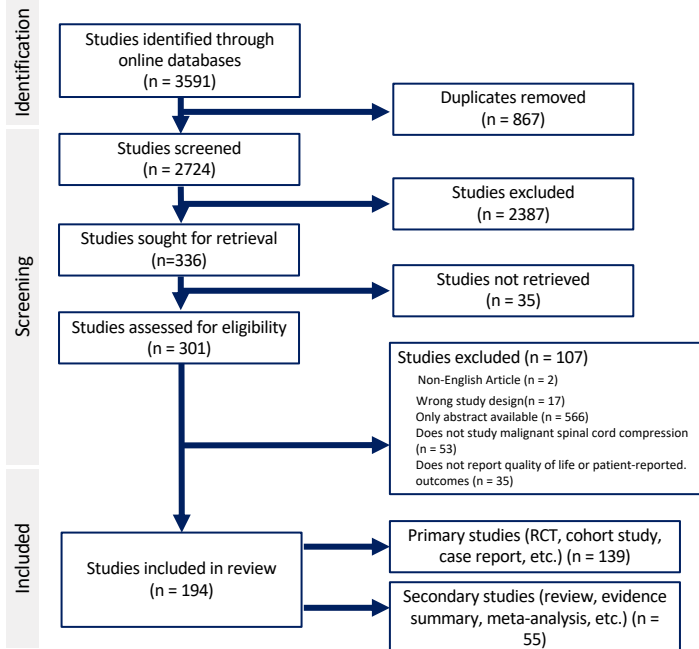 Identification
Studies identified through
online databases
(n = 3591)
Duplicates removed
(n = 867)
Screening
Studies screened
(n = 2724)
Studies excluded
(n = 2387)
Studies sought for retrieval
(n=336)
Studies not retrieved
(n = 35)
Studies assessed for eligibility
(n = 301)
Studies excluded (n = 107)
Non-English Article (n = 2)
Wrong study design(n = 17)
Only abstract available (n = 566)
Does not study malignant spinal cord compression
(n = 53)
Does not report quality of life or patient-reported.
outcomes (n = 35)
Included
Studies included in review
(n = 194)
Primary studies (RCT, cohort study,
case report, etc.) (n = 139)
Secondary studies (review, evidence
summary, meta-analysis, etc.) (n =
55)